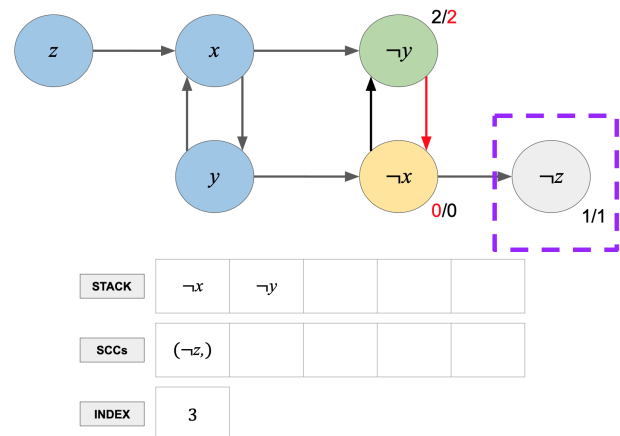 2/2
z
x
¬y
y
¬x
¬z
0/0
1/1
STACK
¬x
¬y
SCCs
(¬z,)
INDEX
3